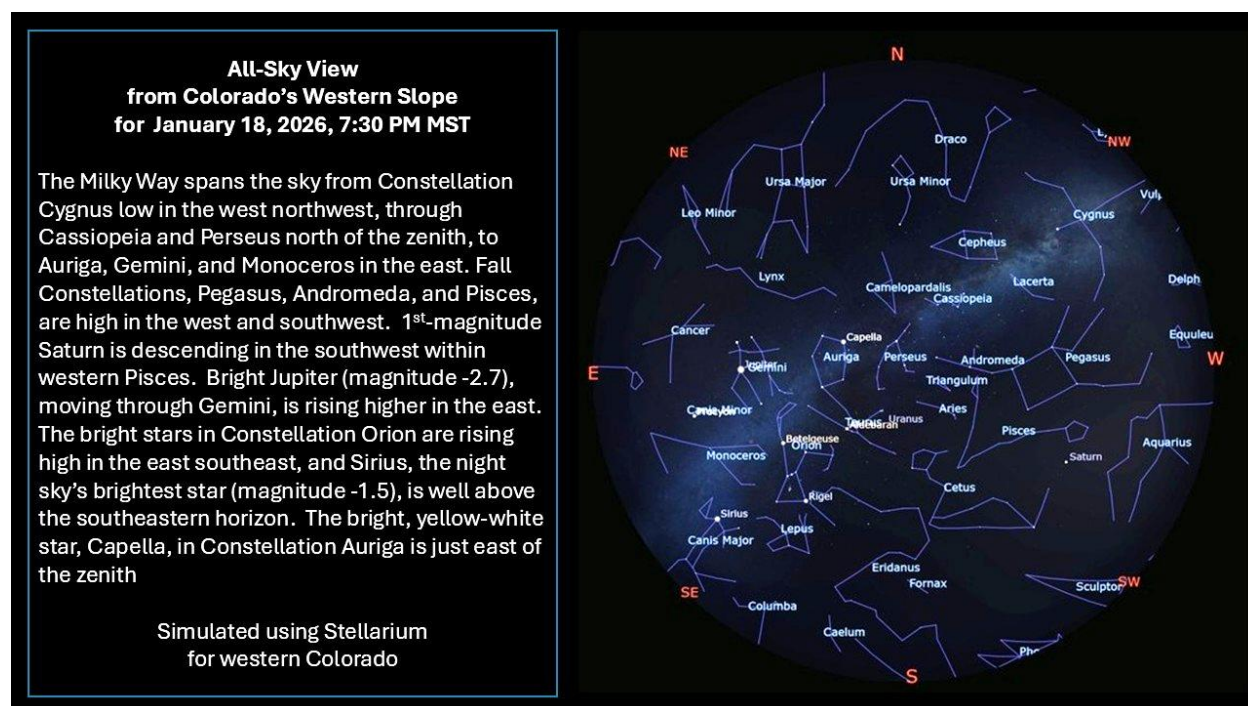 All-Sky View
from Colorado's Western Slope
for January 18, 2026, 7:30 PM MST
The Milky Way spans the sky from Constellation
Cygnus low in the west northwest, through
Cassiopeia and Perseus north of the zenith, to
Auriga, Gemini, and Monoceros in the east. Fall
Constellations, Pegasus, Andromeda, and Pisces,
are high in the west and southwest. 1st-magnitude
Saturn is descending in the southwest within
western Pisces. Bright Jupiter (magnitude -2.7),
moving through Gemini, is rising higher in the east.
The bright stars in Constellation Orion are rising
high in the east southeast, and Sirius, the night
sky's brightest star (magnitude -1.5), is well above
the southeastern horizon. The bright, yellow-white
star, Capella, in Constellation Auriga is just east of
the zenith
Simulated using Stellarium
for western Colorado
N
NE
NW
Draco
Ursa Major
Ursa Minor
Vul
Leo Minor
Cygnus
Cepheus
Lynx
Camelopardalis
Lacerta
Delph
Cassiopeia
Cancer
Capella
Equuleu
Auriga
Perseus
Andromeda
Pegasus
W
E
Gemini
Triangulum
Canis Minor
Aries
Uranus
Pisces
Betelgeuse
Orion
Aquarius
Monoceros
Saturn
Cetus
Rigel
Sirius
Lepus
Canis Major
Eridanus
Fornax
Sculptor
SW
SE
Columba
Caelum
Pho
S